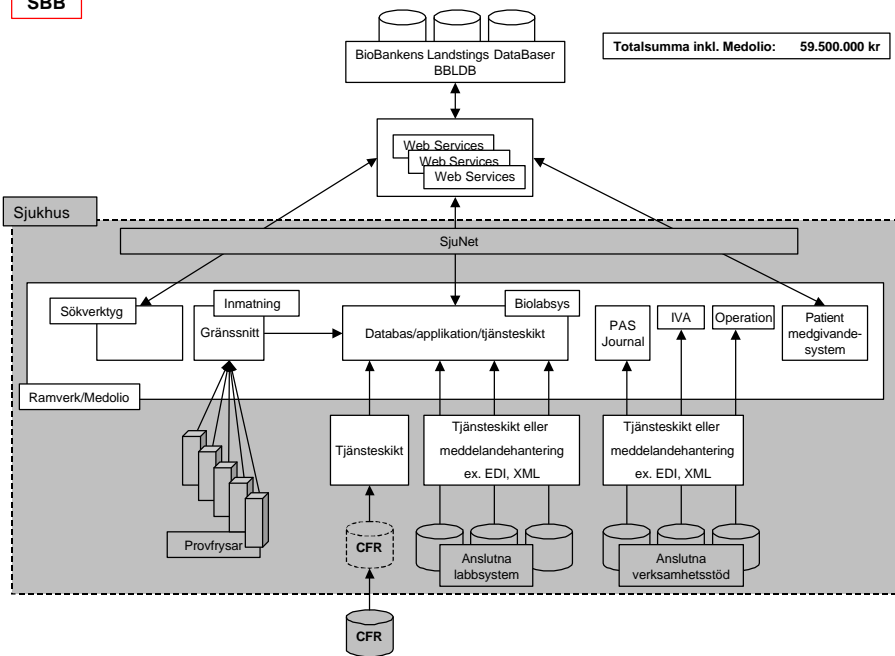 SBB
BioBankens Landstings DataBaser
BBLDB
Totalsumma inkl. Medolio: 59.500.000 kr
Web Services
Web Services
Web Services
Sjukhus
SjuNet
Sökverktyg
Inmatning
Gränssnitt
Biolabsys
Databas/applikation/tjänsteskikt
PAS
Journal
IVA
Operation
Patient
medgivande-
system
Ramverk/Medolio
Tjänsteskikt
Tjänsteskikt eller
meddelandehantering
ex. EDI, XML
Tjänsteskikt eller
meddelandehantering
ex. EDI, XML
Provfrysar
CFR
Anslutna
labbsystem
Anslutna
verksamhetsstöd
CFR